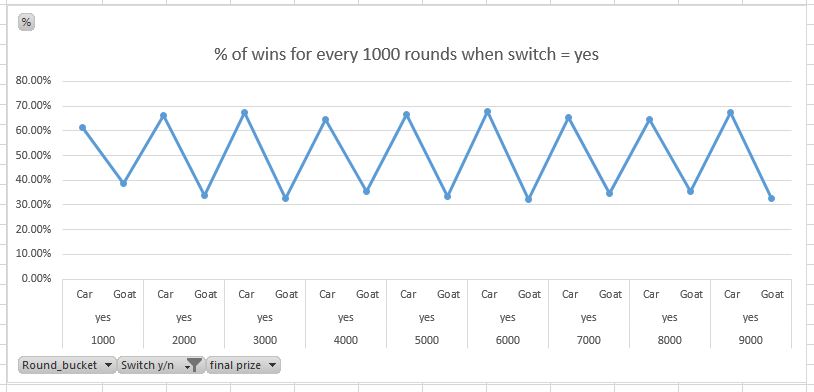 %
% of wins for every 1000 rounds when switch = yes
80.00%
70.00%
60.00%
50.00%
40.00%
30.00%
20.00%
10.00%
0.00%
Car Goat Car Goat Car Goat Car Goat Car Goat Car Goat Car Goat Car Goat Car Goat
yes yes yes yes yes yes yes yes yes
1000 2000 3000 4000 5000 6000 7000 8000 9000
Round_bucket Switch y/n final prize